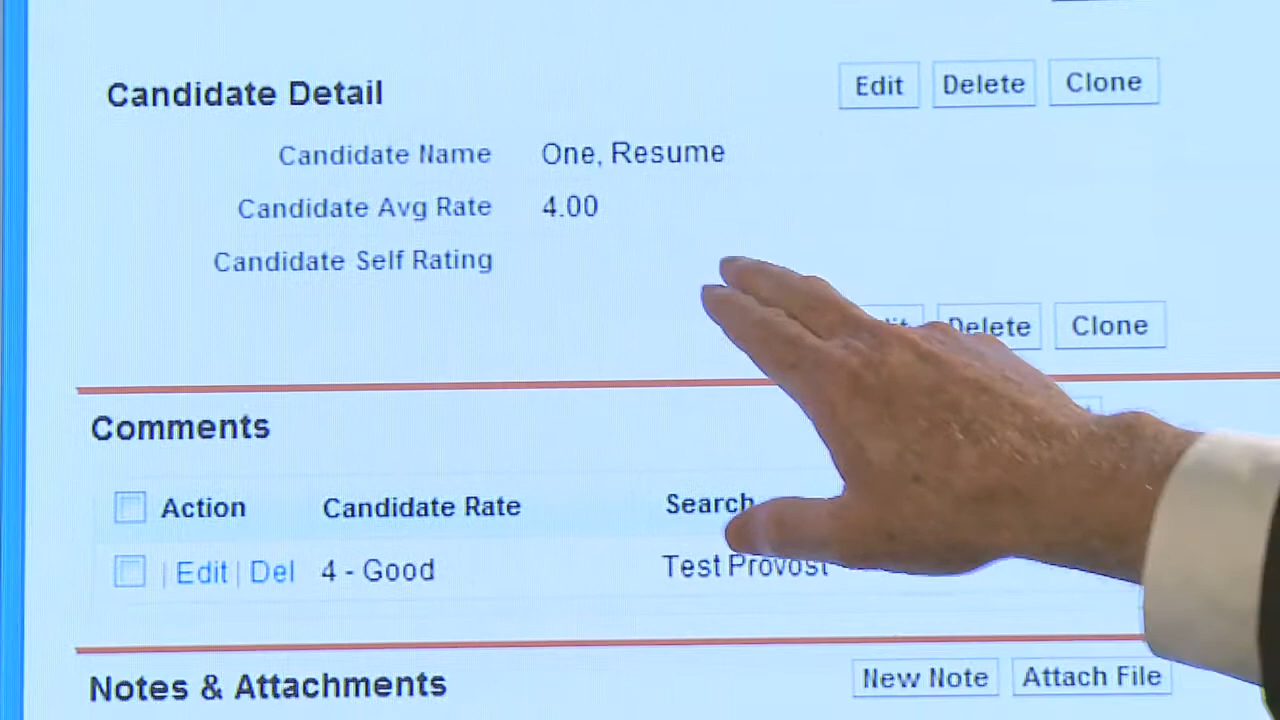 Candidate Detail Edit Delete Clone
Candidate Name One, Resume
Candidate Avg Rate 4.00
Candidate Self Rating
Delete Clone
Comments
Action Candidate Rate Search
| Edit | Del 4 - Good Test Provost
Notes & Attachments New Note Attach File